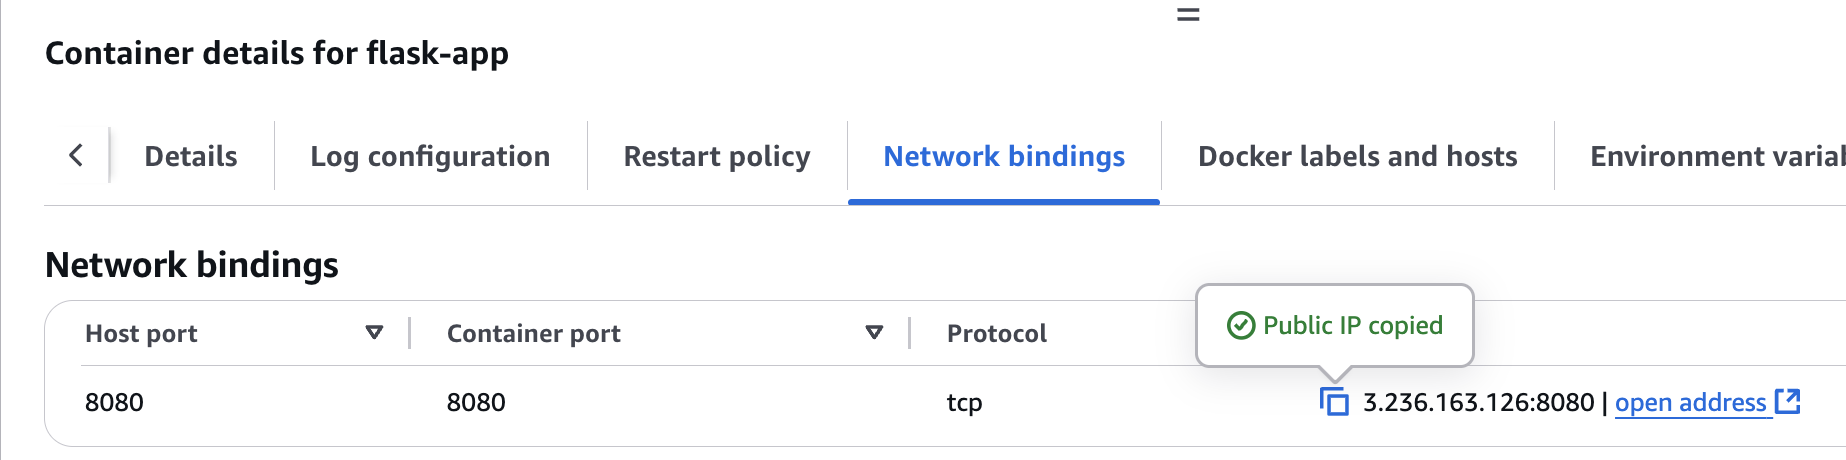 Container details for flask-app
Details Log configuration Restart policy Network bindings Docker labels and hosts Environment variab
Network bindings
Host port Container port Protocol
Public IP copied
8080 8080 tcp 3.236.163.126:8080 | open address